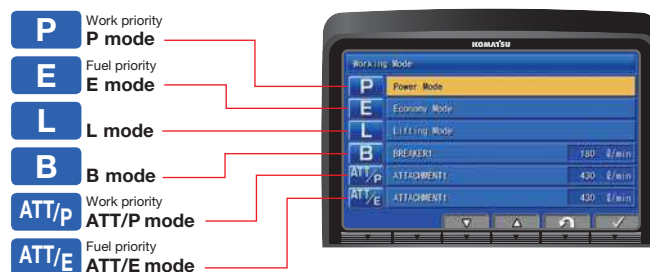 P
Work priority
P mode
E
Fuel priority
E mode
L
L mode
B
B mode
ATT/P
Work priority
ATT/P mode
ATT/E
Fuel priority
ATT/E mode
KOMATSU
Working Mode
P Power Mode
E Economy Mode
L Lifting Mode
B BREAKER1 180 ℓ/min
ATT/P ATTACHMENT1 430 ℓ/min
ATT/E ATTACHMENT1 430 ℓ/min